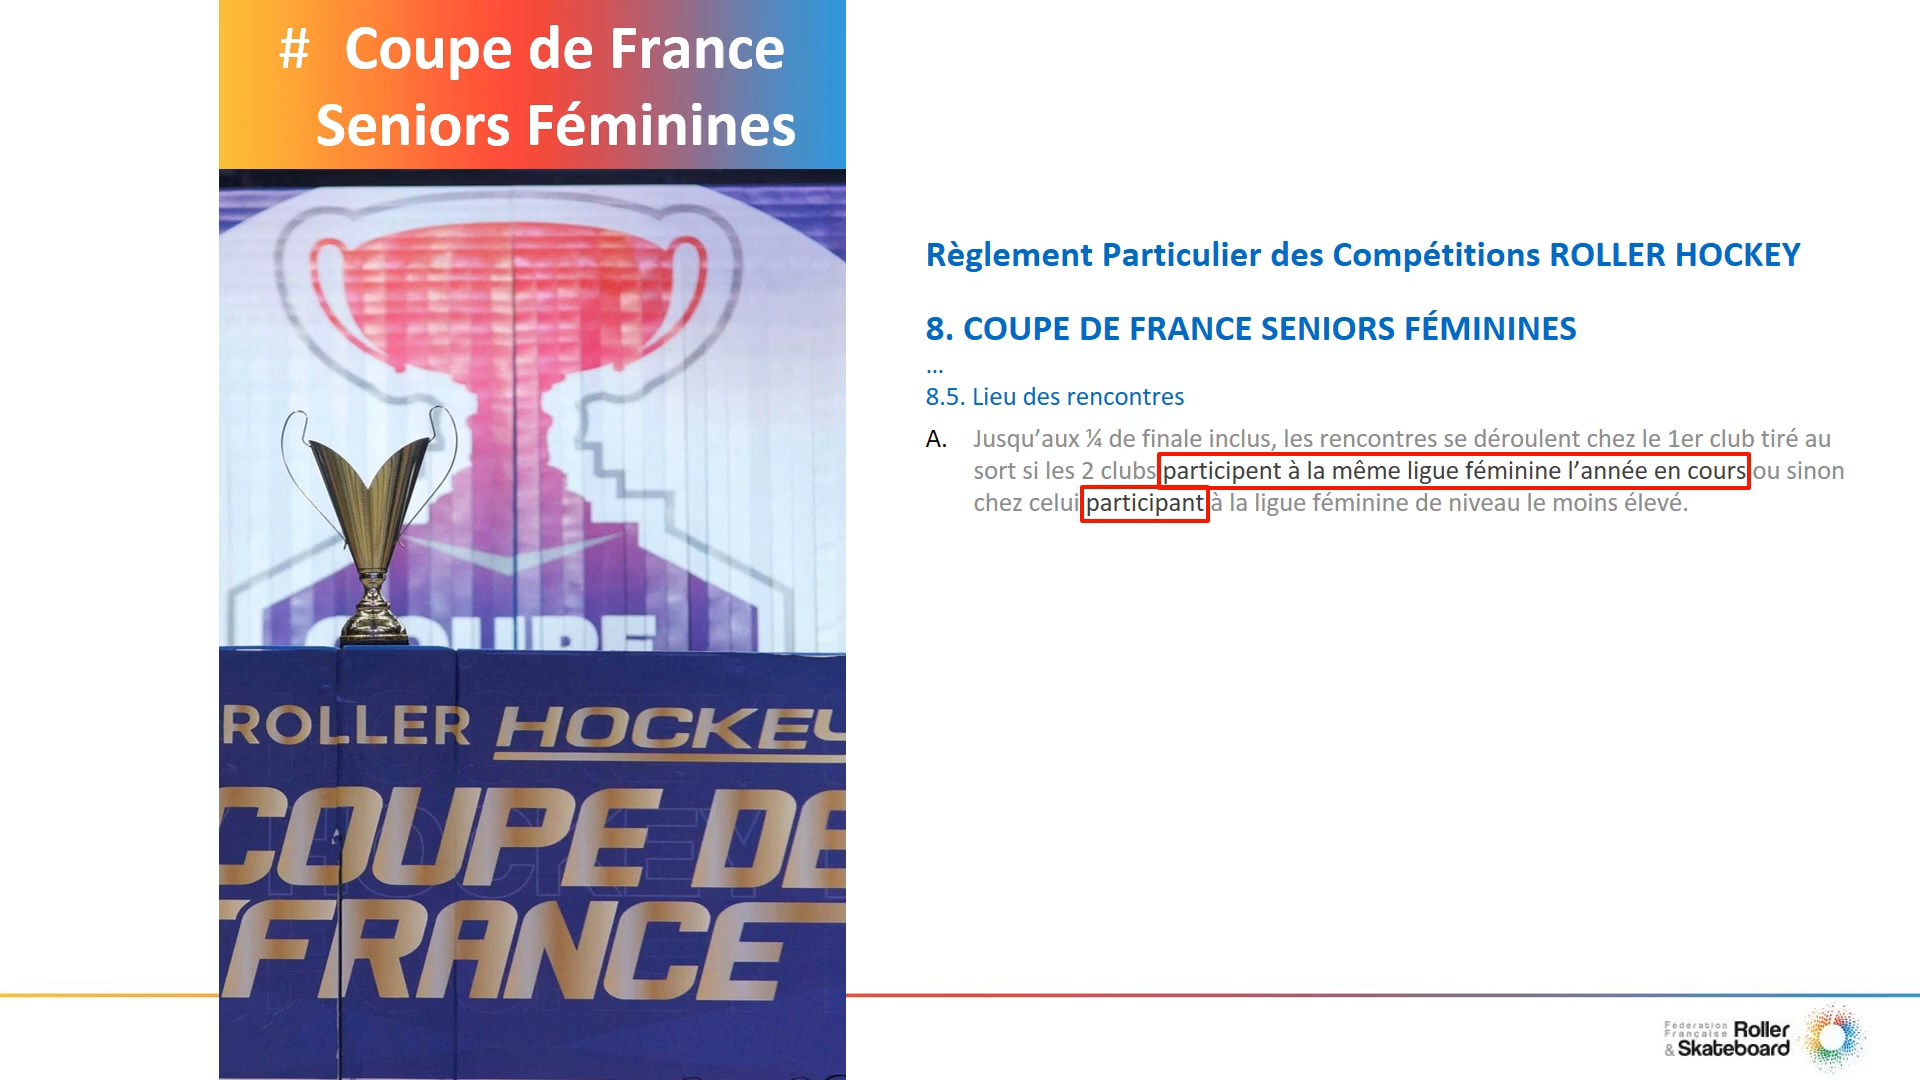 # Coupe de France
Seniors Féminines
COUPE
ROLLER HOCKEY
COUPE DE
FRANCE
Règlement Particulier des Compétitions ROLLER HOCKEY
8. COUPE DE FRANCE SENIORS FÉMININES
...
8.5. Lieu des rencontres
A. Jusqu’aux ¼ de finale inclus, les rencontres se déroulent chez le 1er club tiré au
sort si les 2 clubs participent à la même ligue féminine l’année en cours ou sinon
chez celui participant à la ligue féminine de niveau le moins élevé.
Fédération
Française Roller
& Skateboard